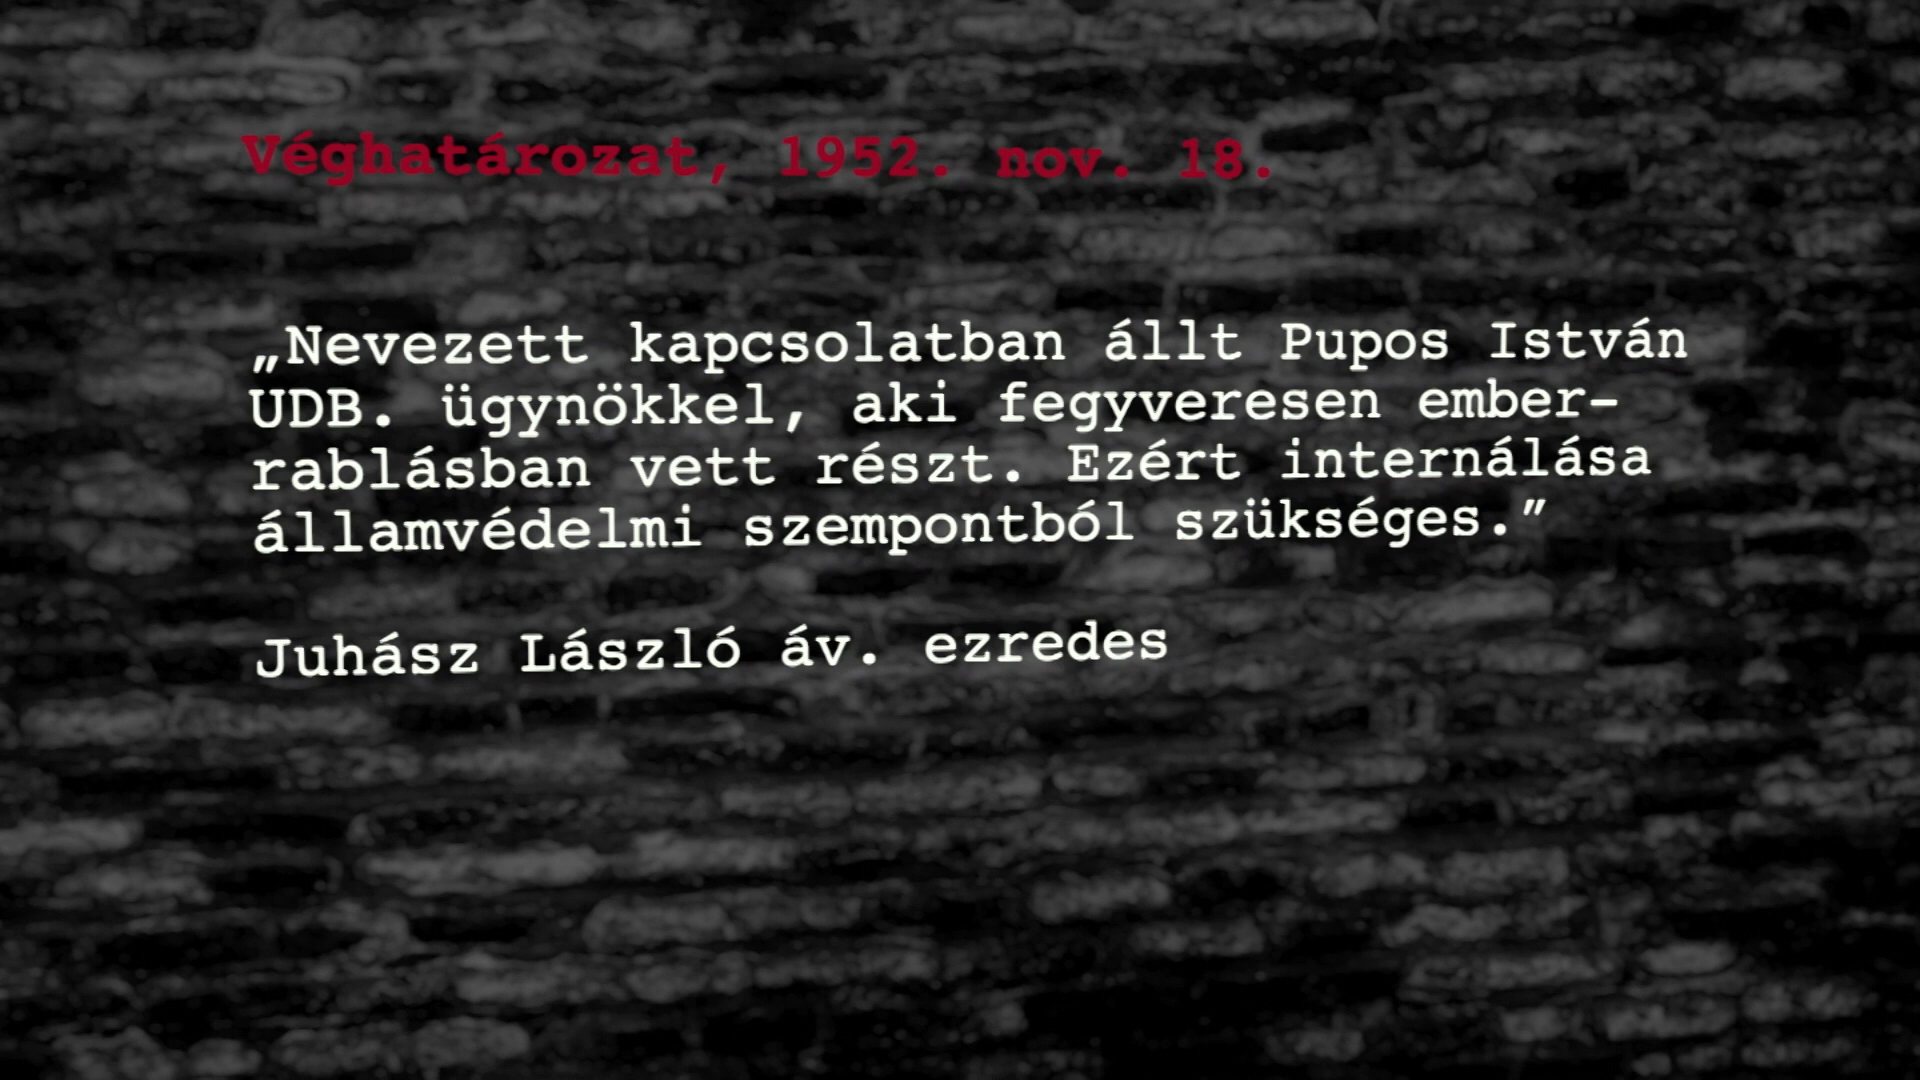 Véghatározat, 1952. nov. 18.
„Nevezett kapcsolatban állt Pupos István
UDB. ügynökkel, aki fegyveresen ember-
rablásban vett részt. Ezért internálása
államvédelmi szempontból szükséges.”
Juhász László áv. ezredes